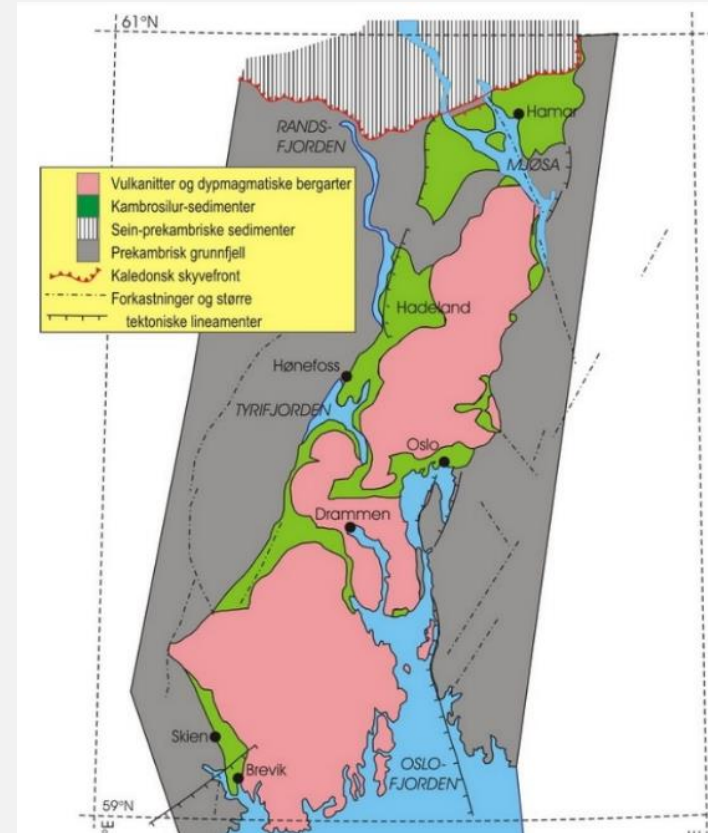 61°N
Hamar
RANDS-
FJORDEN
MJØSA
Vulkanitter og dypmagmatiske bergarter
Kambrosilur-sedimenter
Sein-prekambriske sedimenter
Prekambrisk grunnfjell
Kaledonsk skyvefront
Forkastninger og større
tektoniske lineamenter
Hadeland
Hønefoss
TYRIFJORDEN
Oslo
Drammen
Skien
Brevik
OSLO-
FJORDEN
59°N